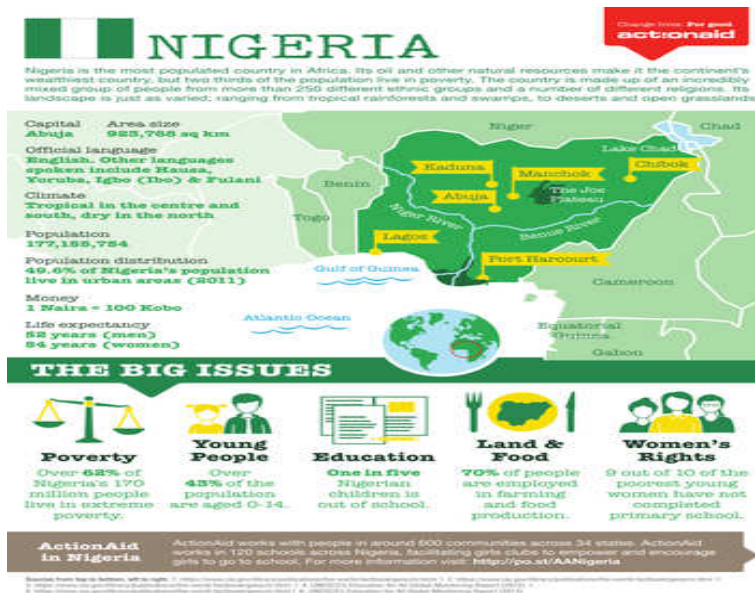 Change lives. For good.
actionaid
NIGERIA
Nigeria is the most populated country in Africa. Its oil and other natural resources make it the continent's
wealthiest country, but two thirds of the population live in poverty. The country is made up of an incredibly
mixed group of people from more than 250 different ethnic groups and a number of different religions. Its
landscape is just as varied; ranging from tropical rainforests and swamps, to deserts and open grasslands
Capital Area size
Abuja 923,768 sq km
Official language
English. Other languages
spoken include Hausa,
Yoruba, Igbo (Ibo) & Fulani
Climate
Tropical in the centre and
south, dry in the north
Population
177,155,754
Population distribution
49.6% of Nigeria's population
live in urban areas (2011)
Money
1 Naira = 100 Kobo
Life expectancy
52 years (men)
54 years (women)
Niger
Chad
Lake Chad
Kaduna
Manchok
Chibok
Abuja
The Jos
Plateau
Benin
Togo
Niger River
Benue River
Lagos
Port Harcourt
Gulf of Guinea
Cameroon
Atlantic Ocean
Equatorial
Guinea
Gabon
THE BIG ISSUES
Poverty
Over 62% of
Nigeria's 170
million people
live in extreme
poverty.
Young
People
Over
43% of the
population
are aged 0-14.
Education
One in five
Nigerian
children is
out of school.
Land &
Food
70% of people
are employed
in farming
and food
production.
Women's
Rights
9 out of 10 of the
poorest young
women have not
completed
primary school.
ActionAid
in Nigeria
ActionAid works with people in around 600 communities across 34 states. ActionAid
works in 120 schools across Nigeria, facilitating girls clubs to empower and encourage
girls to go to school. For more information visit: http://po.st/AANigeria
Sources from top to bottom, left to right: